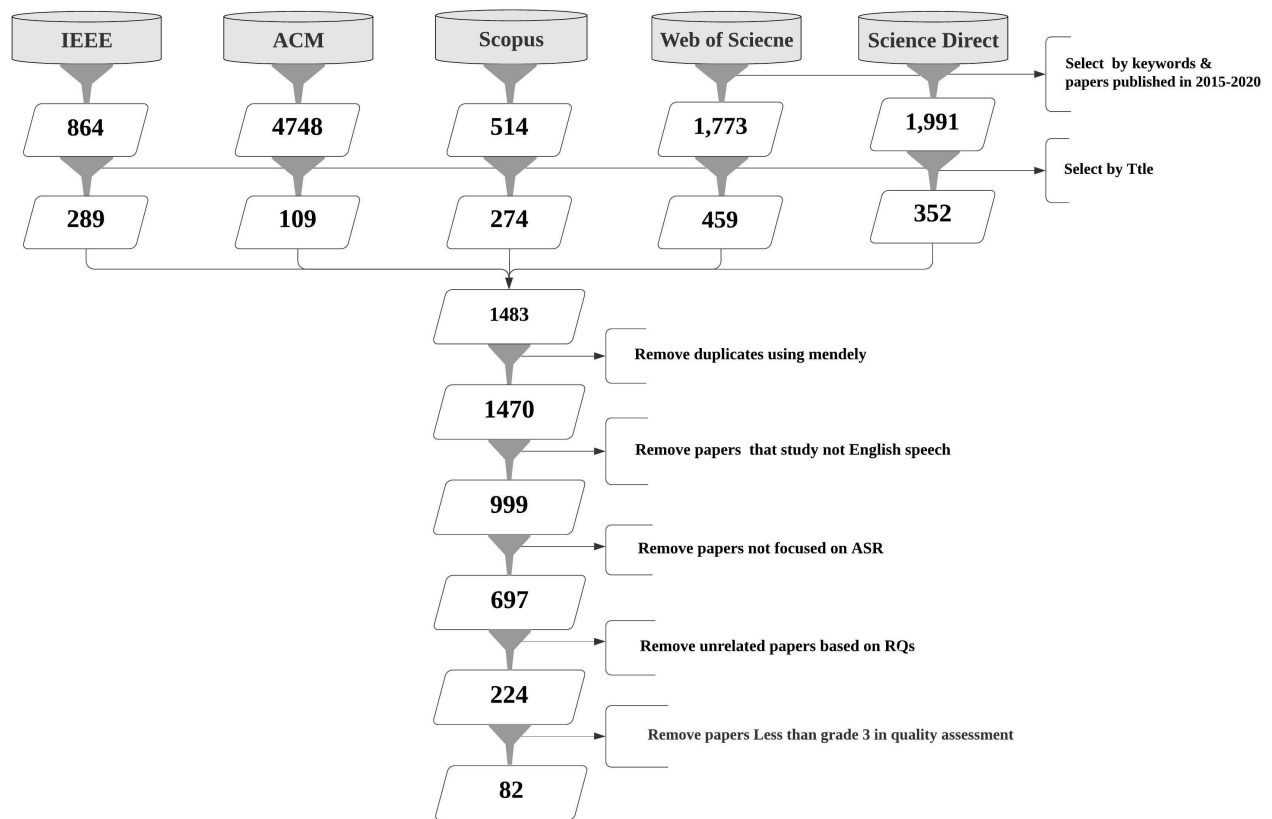 IEEE
ACM
Scopus
Web of Sciecne
Science Direct
Select by keywords &
papers published in 2015-2020
864
4748
514
1,773
1,991
Select by Ttle
289
109
274
459
352
1483
Remove duplicates using mendely
1470
Remove papers that study not English speech
999
Remove papers not focused on ASR
697
Remove unrelated papers based on RQs
224
Remove papers Less than grade 3 in quality assessment
82